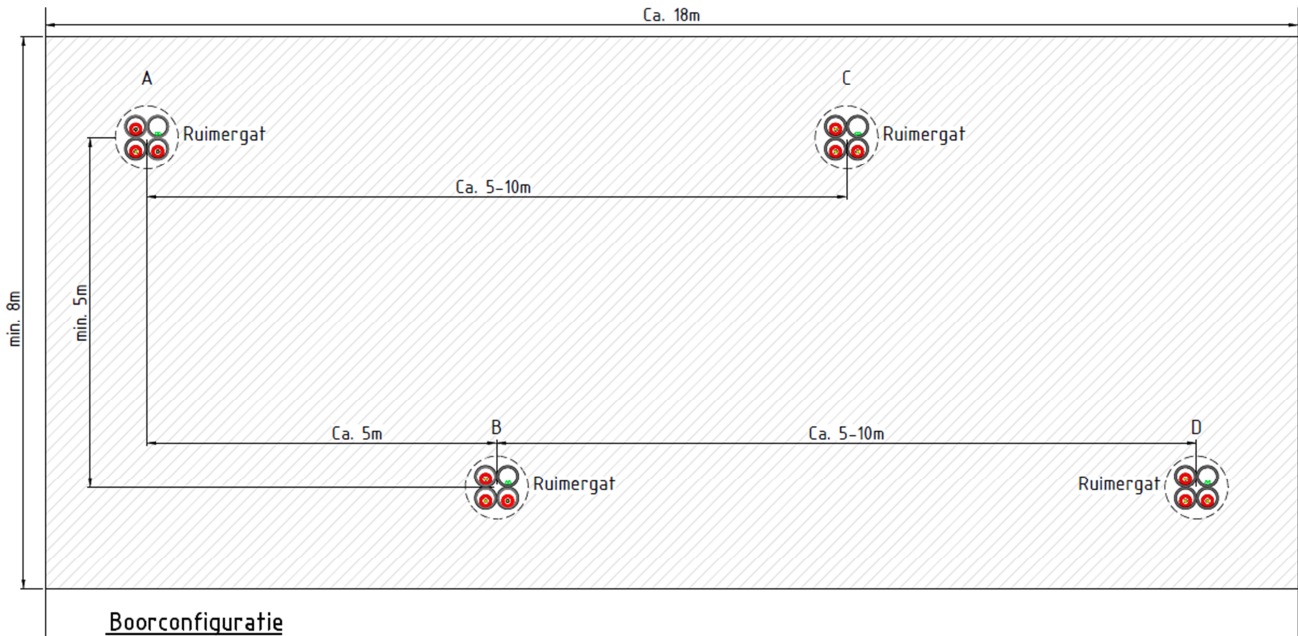 Ca. 18m
A
C
Ruimergat
Ruimergat
Ca. 5-10m
min. 8m
min. 5m
Ca. 5m
B
Ca. 5-10m
D
Ruimergat
Ruimergat
Boorconfiguratie